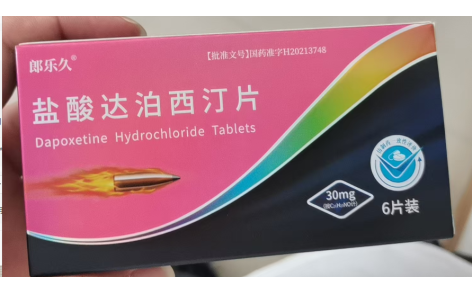 郎乐久®
【批准文号】国药准字H20213748
盐酸达泊西汀片
Dapoxetine Hydrochloride Tablets
30mg
6片装